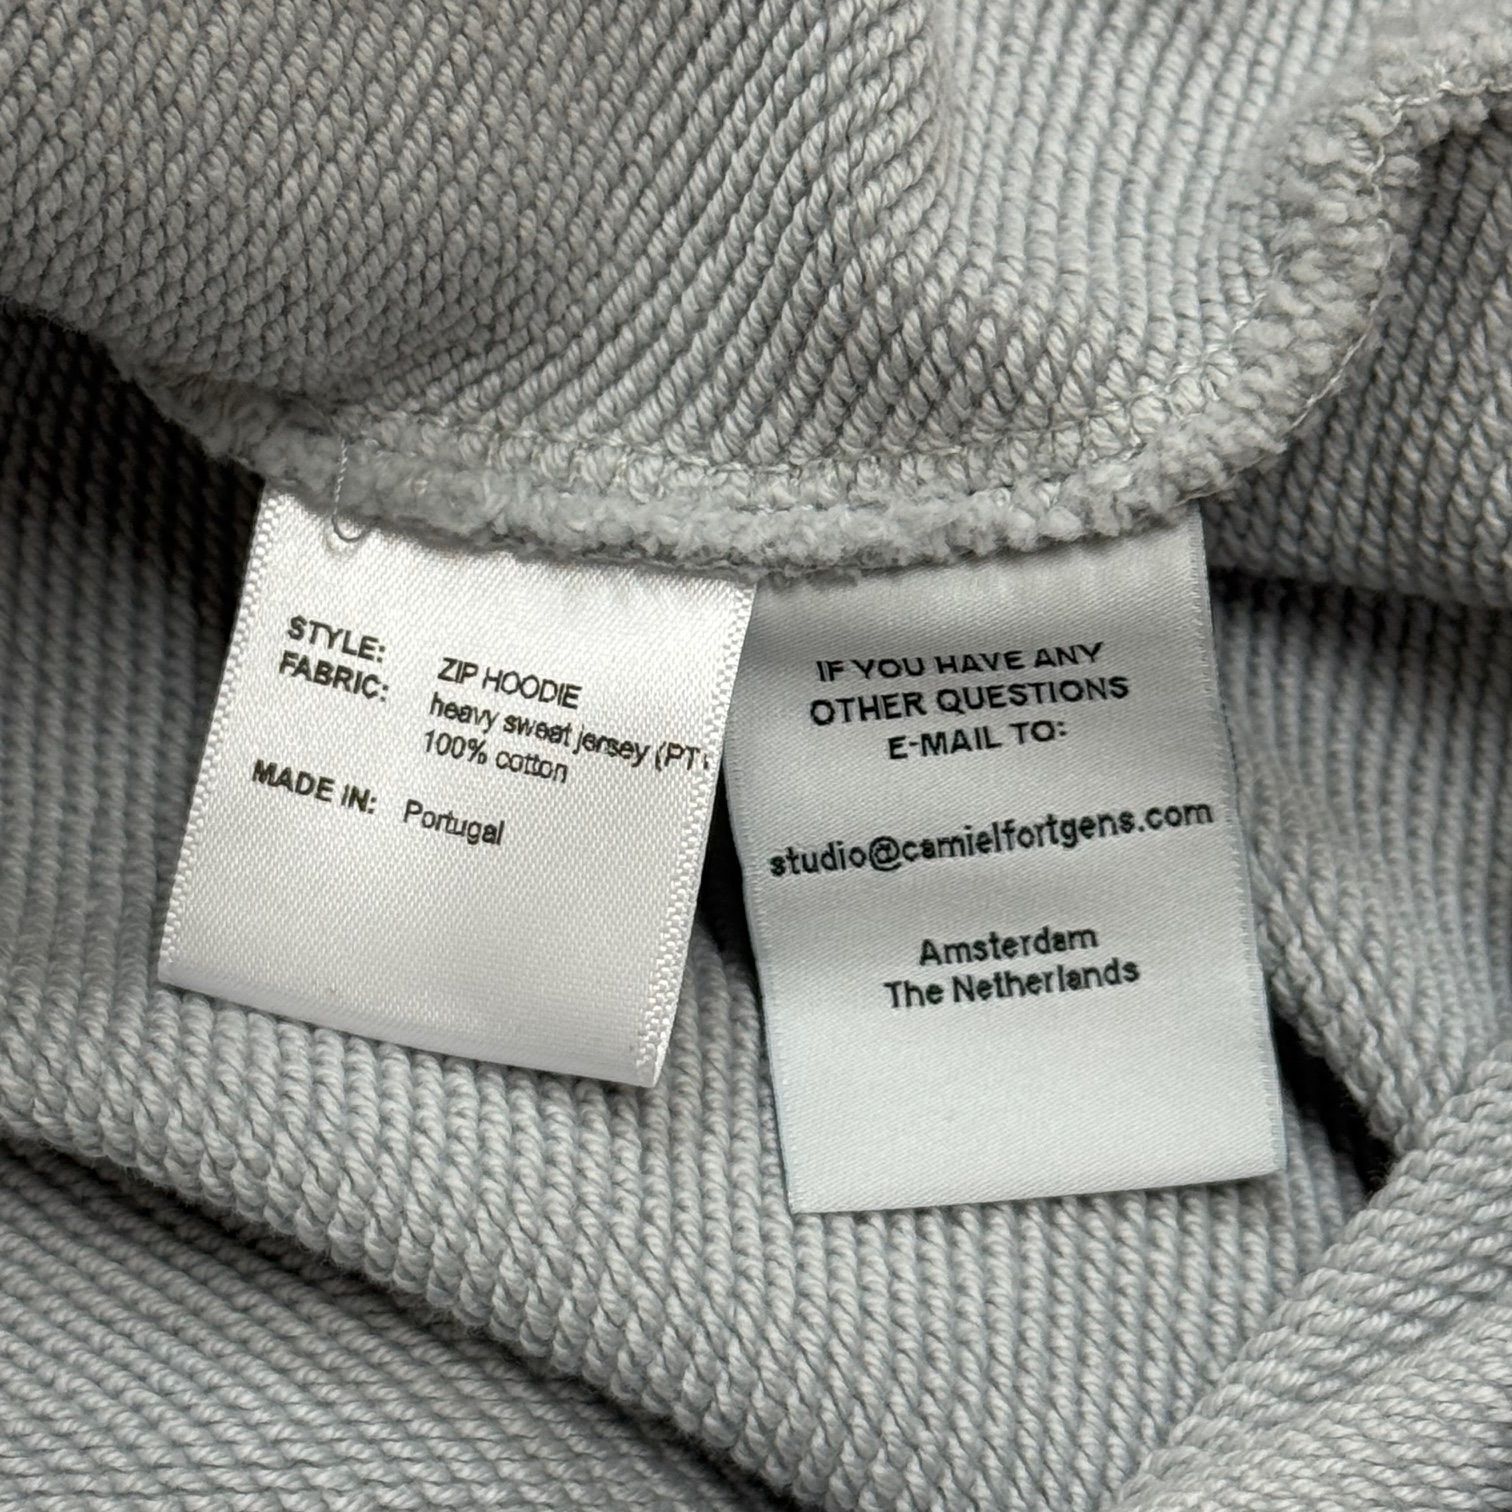 STYLE: ZIP HOODIE
FABRIC: heavy sweat jersey (PT
100% cotton
MADE IN: Portugal
IF YOU HAVE ANY
OTHER QUESTIONS
E-MAIL TO:
studio@camielfortgens.com
Amsterdam
The Netherlands